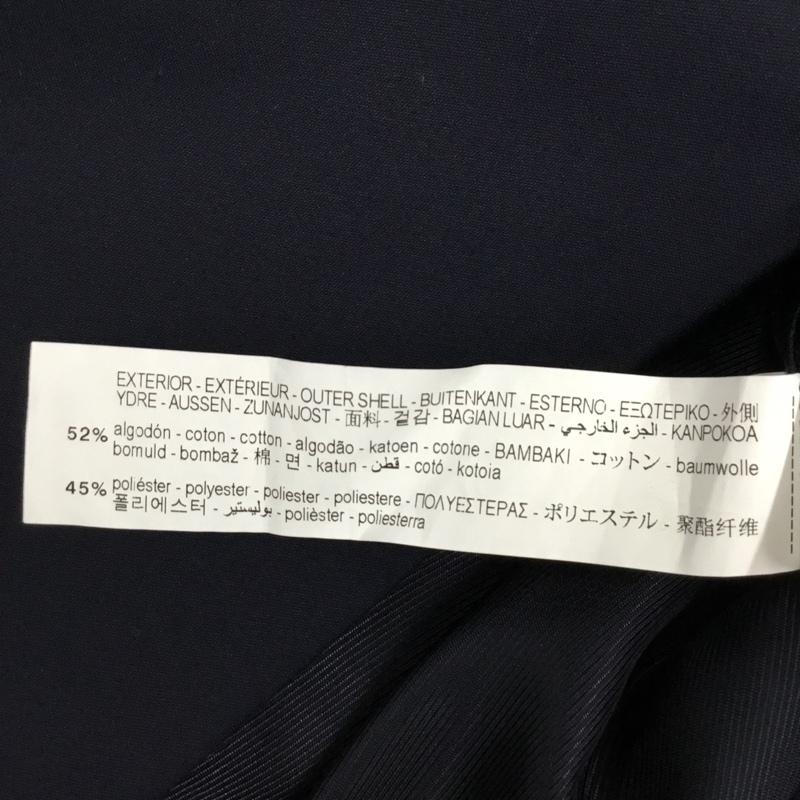 EXTERIOR - EXTÉRIEUR - OUTER SHELL - BUITENKANT - ESTERNO - ΕΞΩΤΕΡΙΚΟ - 外側
YDRE - AUSSEN - ZUNANJOST - 面料 - 겉감 - BAGIAN LUAR - الجزء الخارجي - KANPOKOA
52% algodón - coton - cotton - algodão - katoen - cotone - BAMBAKI - コットン - baumwolle
bomuld - bombaž - 棉 - 면 - katun - قطن - cotó - kotoia
45% poliéster - polyester - poliester - poliestere - ΠΟΛΥΕΣΤΕΡΑΣ - ポリエステル - 聚酯纤维
폴리에스터 - بوليستير - polièster - poliesterra